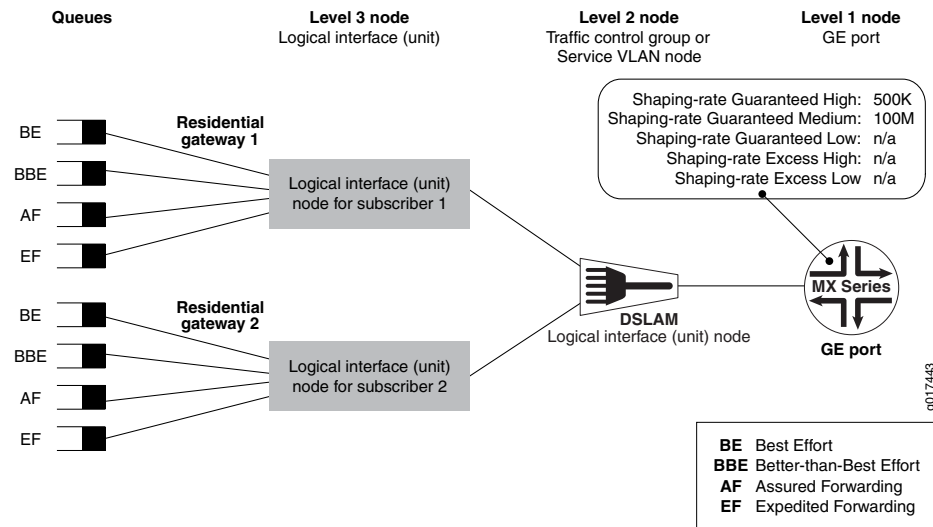 Queues
Level 3 node
Logical interface (unit)
Level 2 node
Traffic control group or
Service VLAN node
Level 1 node
GE port
Shaping-rate Guaranteed High: 500K
Shaping-rate Guaranteed Medium: 100M
Shaping-rate Guaranteed Low: n/a
Shaping-rate Excess High: n/a
Shaping-rate Excess Low n/a
BE
BBE
AF
EF
Residential
gateway 1
Logical interface (unit)
node for subscriber 1
BE
BBE
AF
EF
Residential
gateway 2
Logical interface (unit)
node for subscriber 2
DSLAM
Logical interface (unit) node
MX Series
GE port
g017443
BE Best Effort
BBE Better-than-Best Effort
AF Assured Forwarding
EF Expedited Forwarding